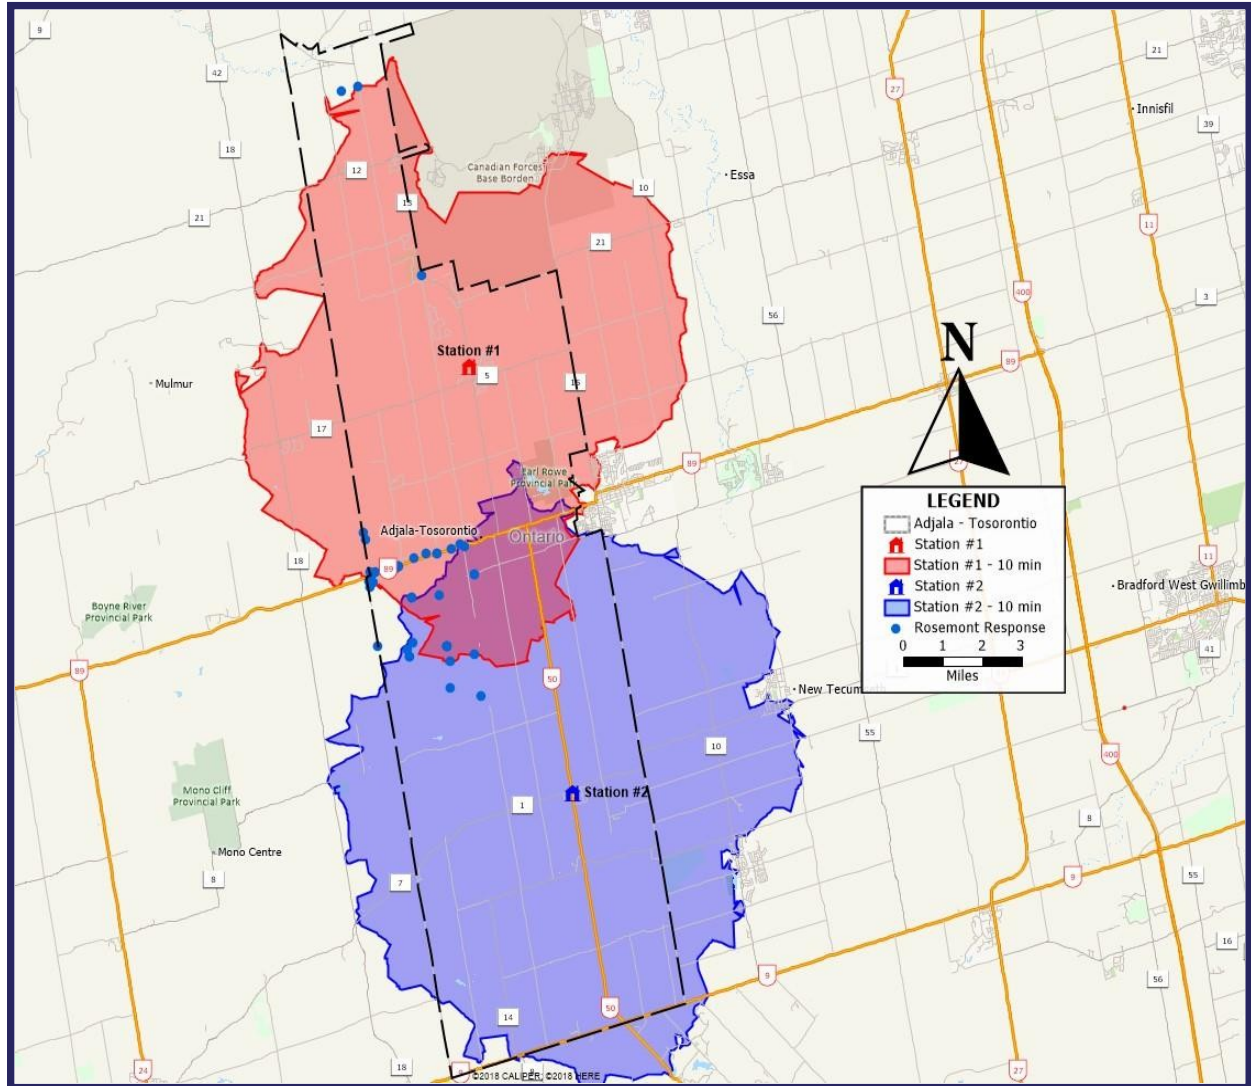 9
42
21
27
Innisfil
39
18
12
Canadian Forces
Base Borden
Essa
10
15
21
11
21
400
3
56
Station #1
5
89
Mulmur
15
N
17
27
89
Earl Rowe
Provincial Park
LEGEND
Adjala - Tosorontio
Station #1
Station #1 - 10 min
Station #2
Station #2 - 10 min
Rosemont Response
0 1 2 3
Miles
Adjala-Tosorontio
Ontario
18
89
11
Bradford West Gwillimb
Boyne River
Provincial Park
89
41
50
New Tecumseth
55
10
400
Mono Cliff
Provincial Park
Station #2
1
8
Mono Centre
8
7
9
55
16
9
56
50
14
18
24
27
©2018 CALIPER; ©2018 HERE